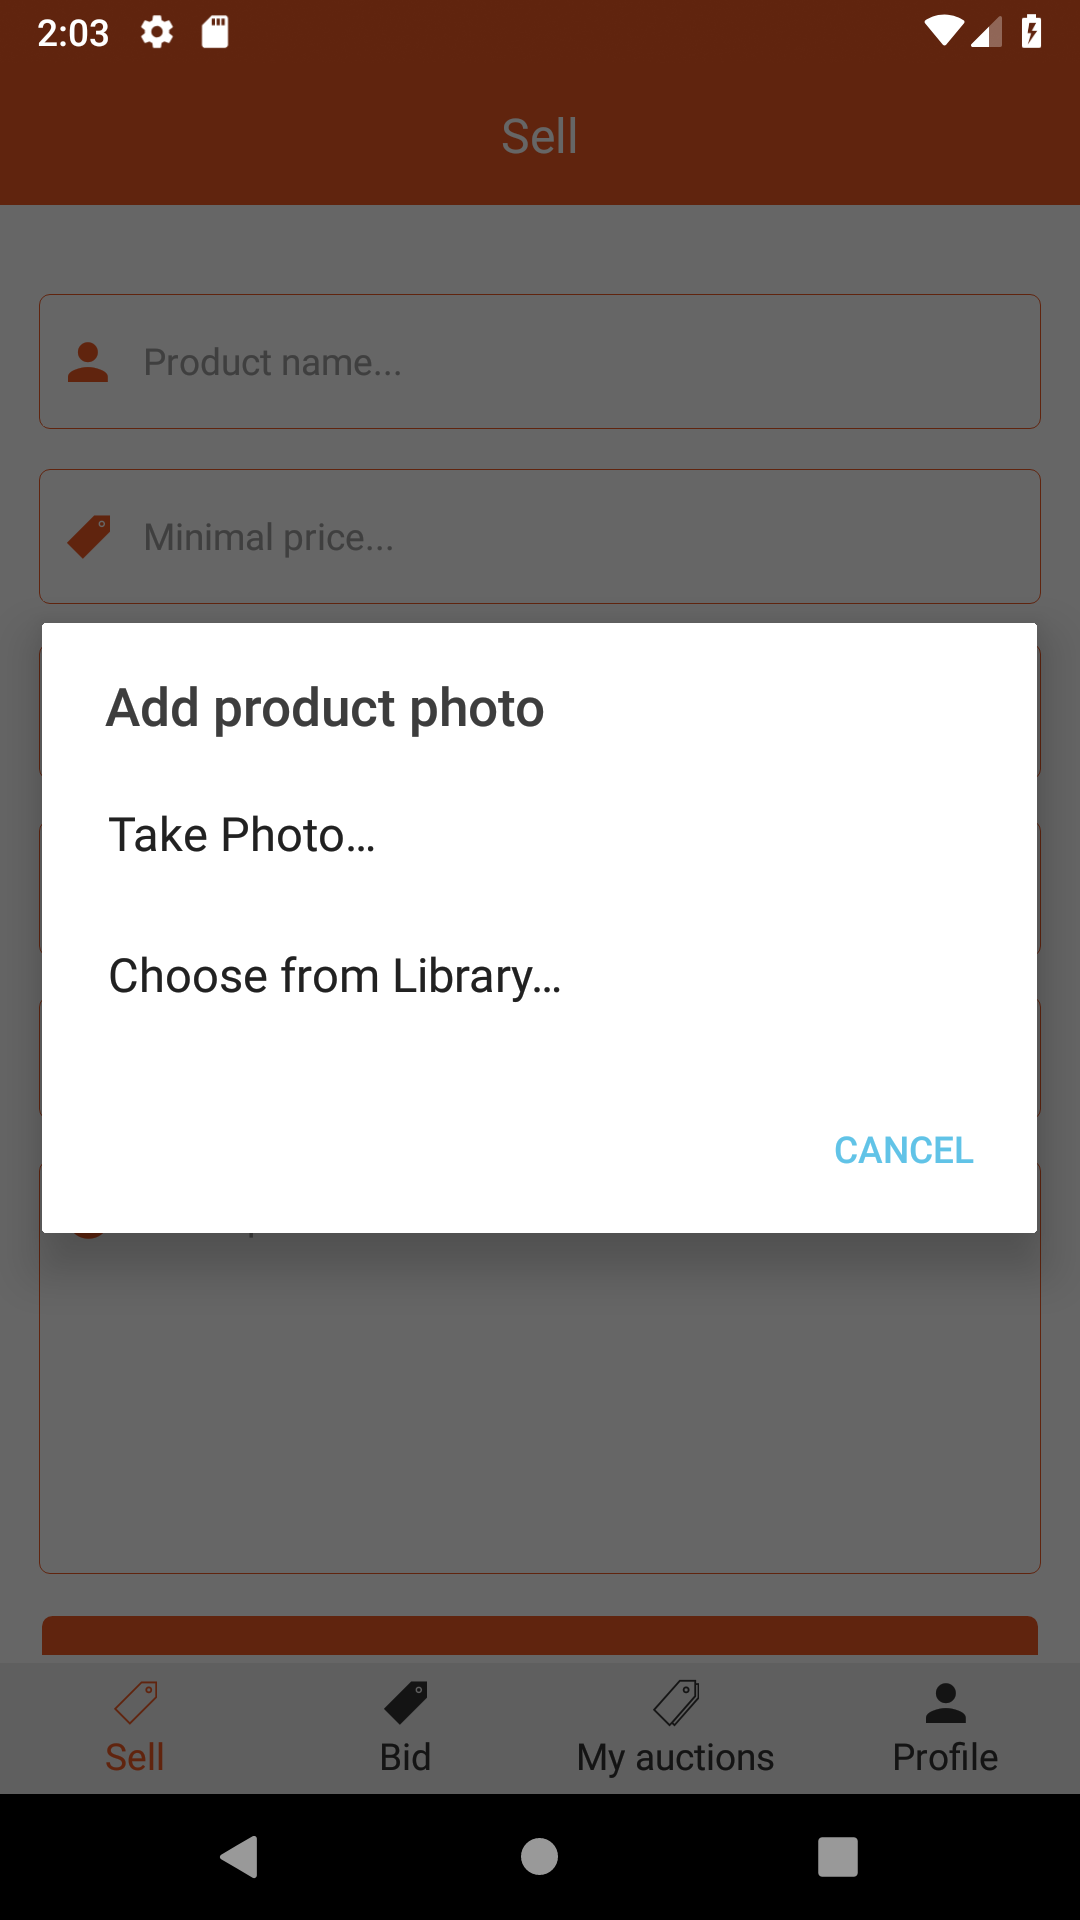 2:03
Sell
Product name...
Minimal price...
Add product photo
Take Photo…
Choose from Library…
CANCEL
Sell
Bid
My auctions
Profile